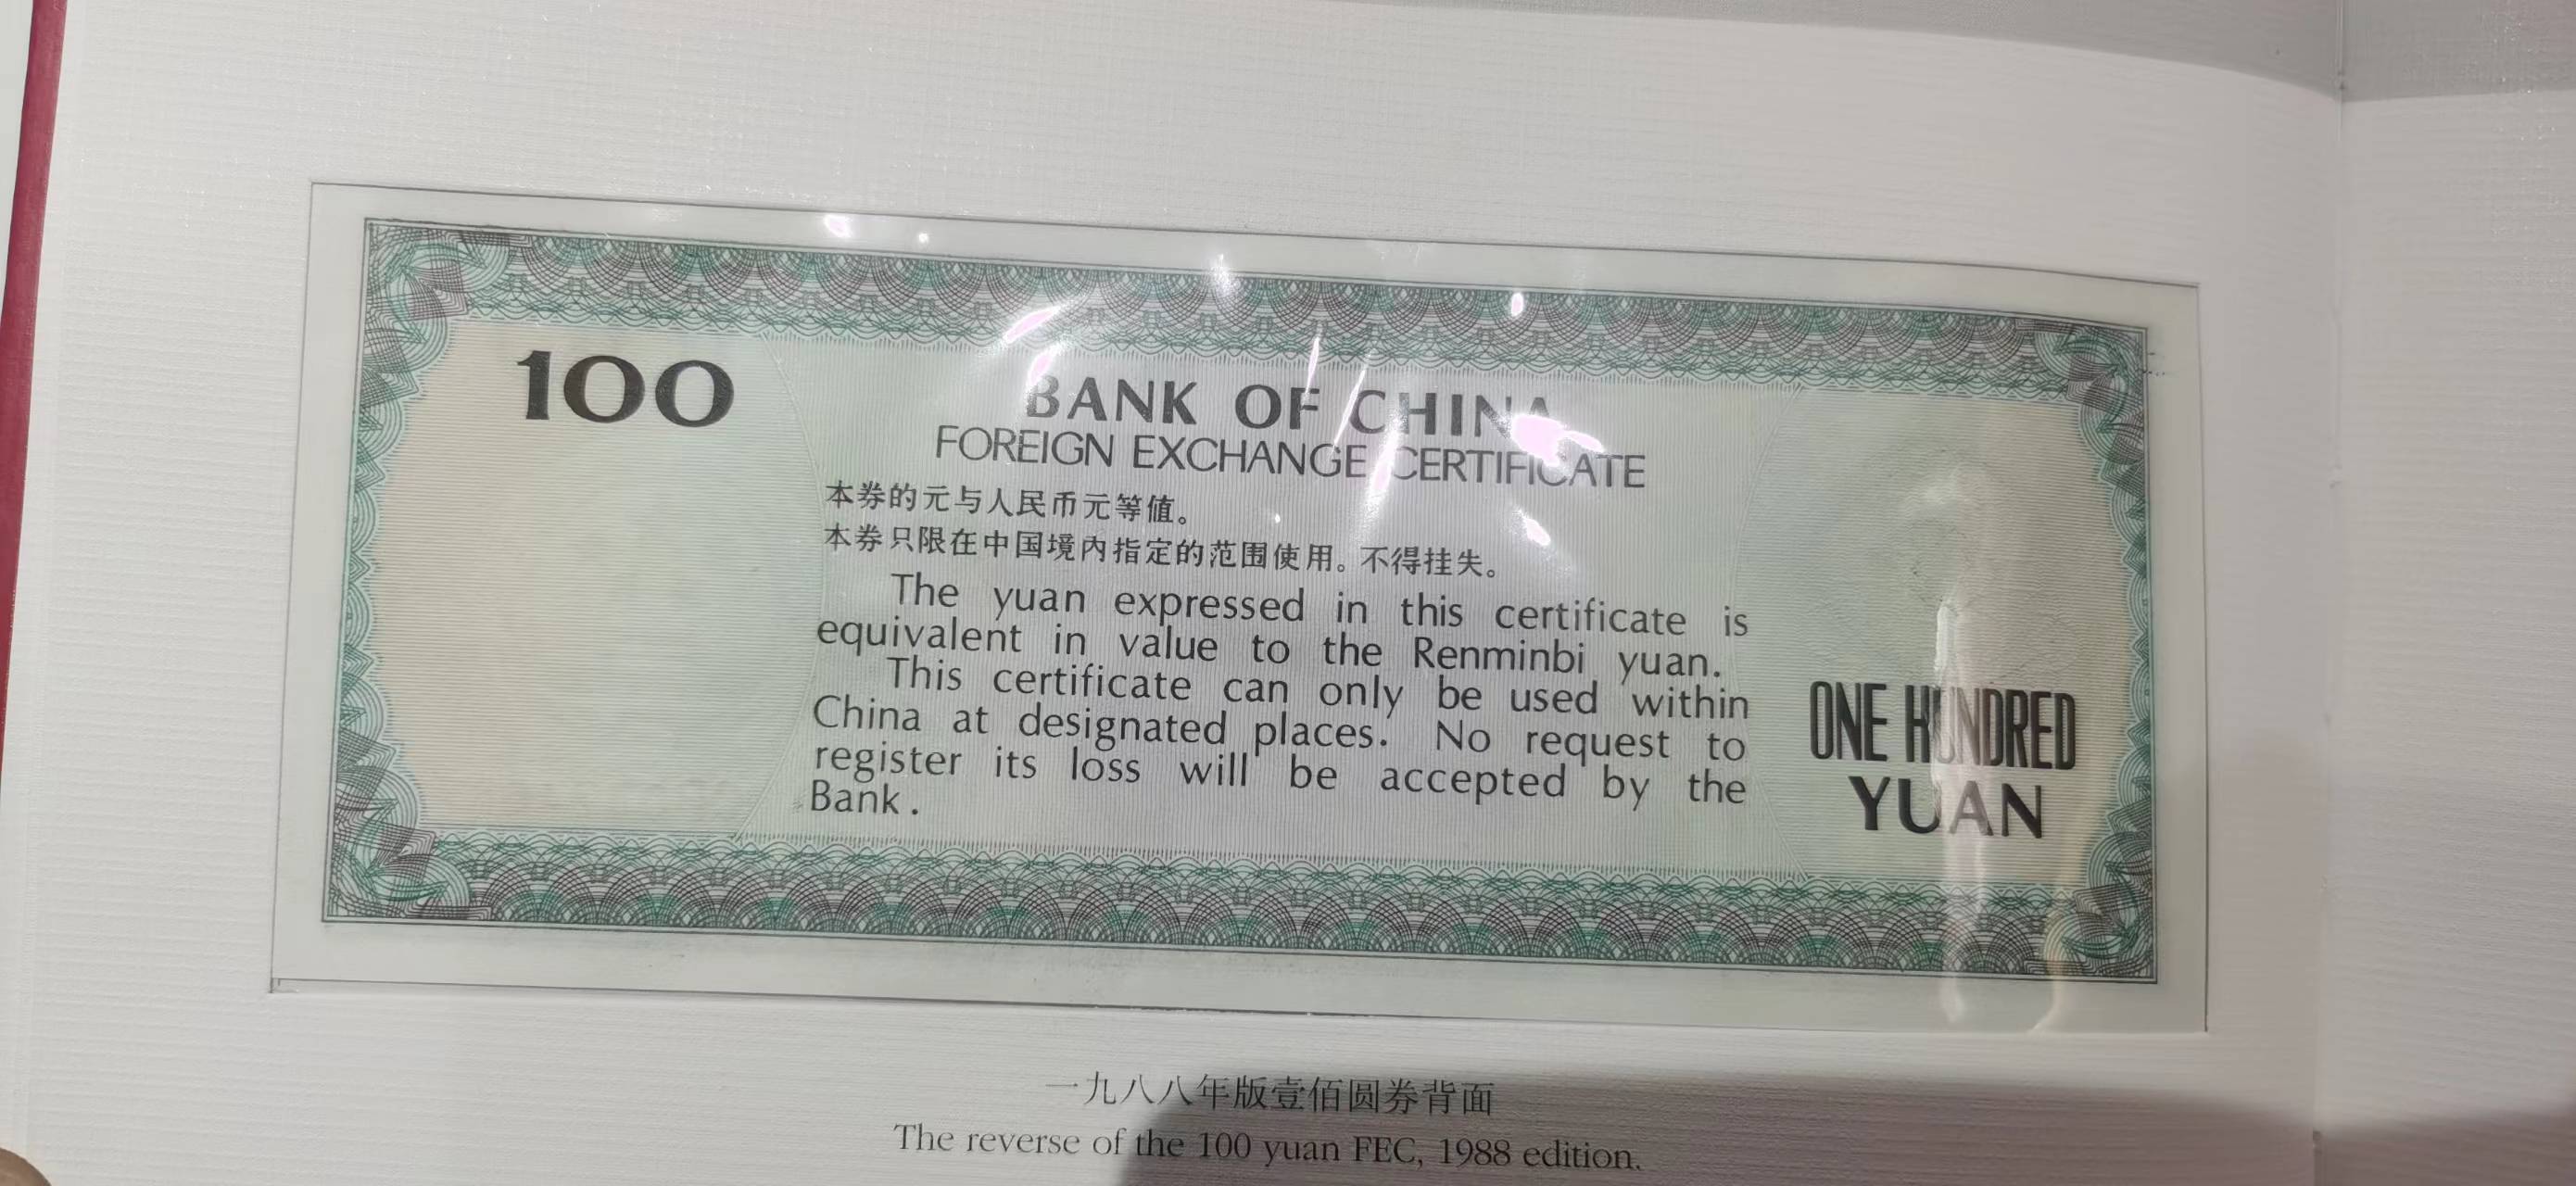 100
BANK OF CHINA
FOREIGN EXCHANGE CERTIFICATE
本券的元与人民币元等值。
本券只限在中国境内指定的范围使用。不得挂失。
The yuan expressed in this certificate is
equivalent in value to the Renminbi yuan.
This certificate can only be used within
China at designated places. No request to
register its loss will be accepted by the
Bank.
ONE HUNDRED
YUAN
一九八八年版壹佰圆券背面
The reverse of the 100 yuan FEC, 1988 edition.